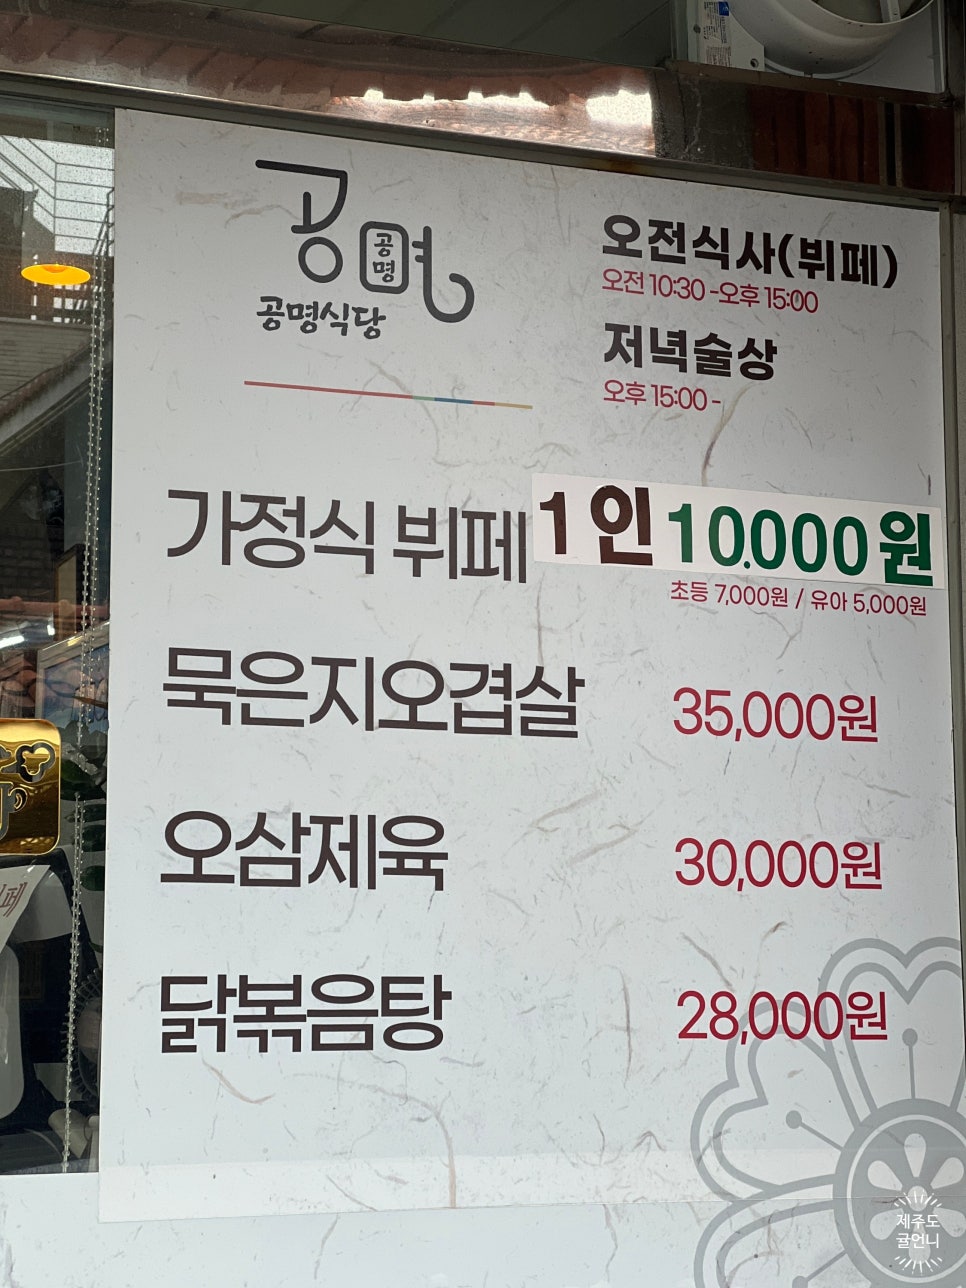 공명
공명
공명식당
오전식사(뷔페)
오전 10:30 -오후 15:00
저녁술상
오후 15:00 -
가정식 뷔페 1인 10.000원
초등 7,000원 / 유아 5,000원
묵은지오겹살 35,000원
오삼제육 30,000원
닭볶음탕 28,000원
페
제주도
귤언니